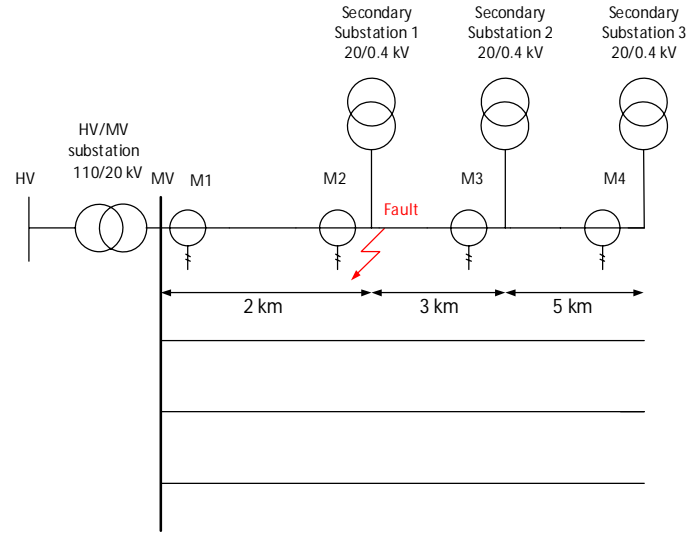 Secondary
Substation 1
20/0.4 kV
Secondary
Substation 2
20/0.4 kV
Secondary
Substation 3
20/0.4 kV
HV/MV
substation
110/20 kV
HV
MV
M1
M2
M3
M4
Fault
2 km
3 km
5 km